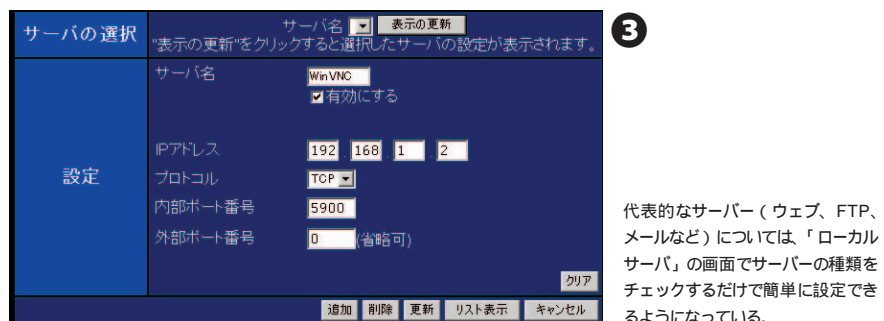 サーバの選択
サーバ名 表示の更新
"表示の更新"をクリックすると選択したサーバの設定が表示されます。
❸
設定
サーバ名 WinVNC
有効にする
IPアドレス 192 . 168 . 1 . 2
プロトコル TCP
内部ポート番号 5900
外部ポート番号 0 (省略可)
クリア
追加 削除 更新 リスト表示 キャンセル
代表的なサーバー（ウェブ、FTP、
メールなど）については、「ローカル
サーバ」の画面でサーバーの種類を
チェックするだけで簡単に設定でき
るようになっている。